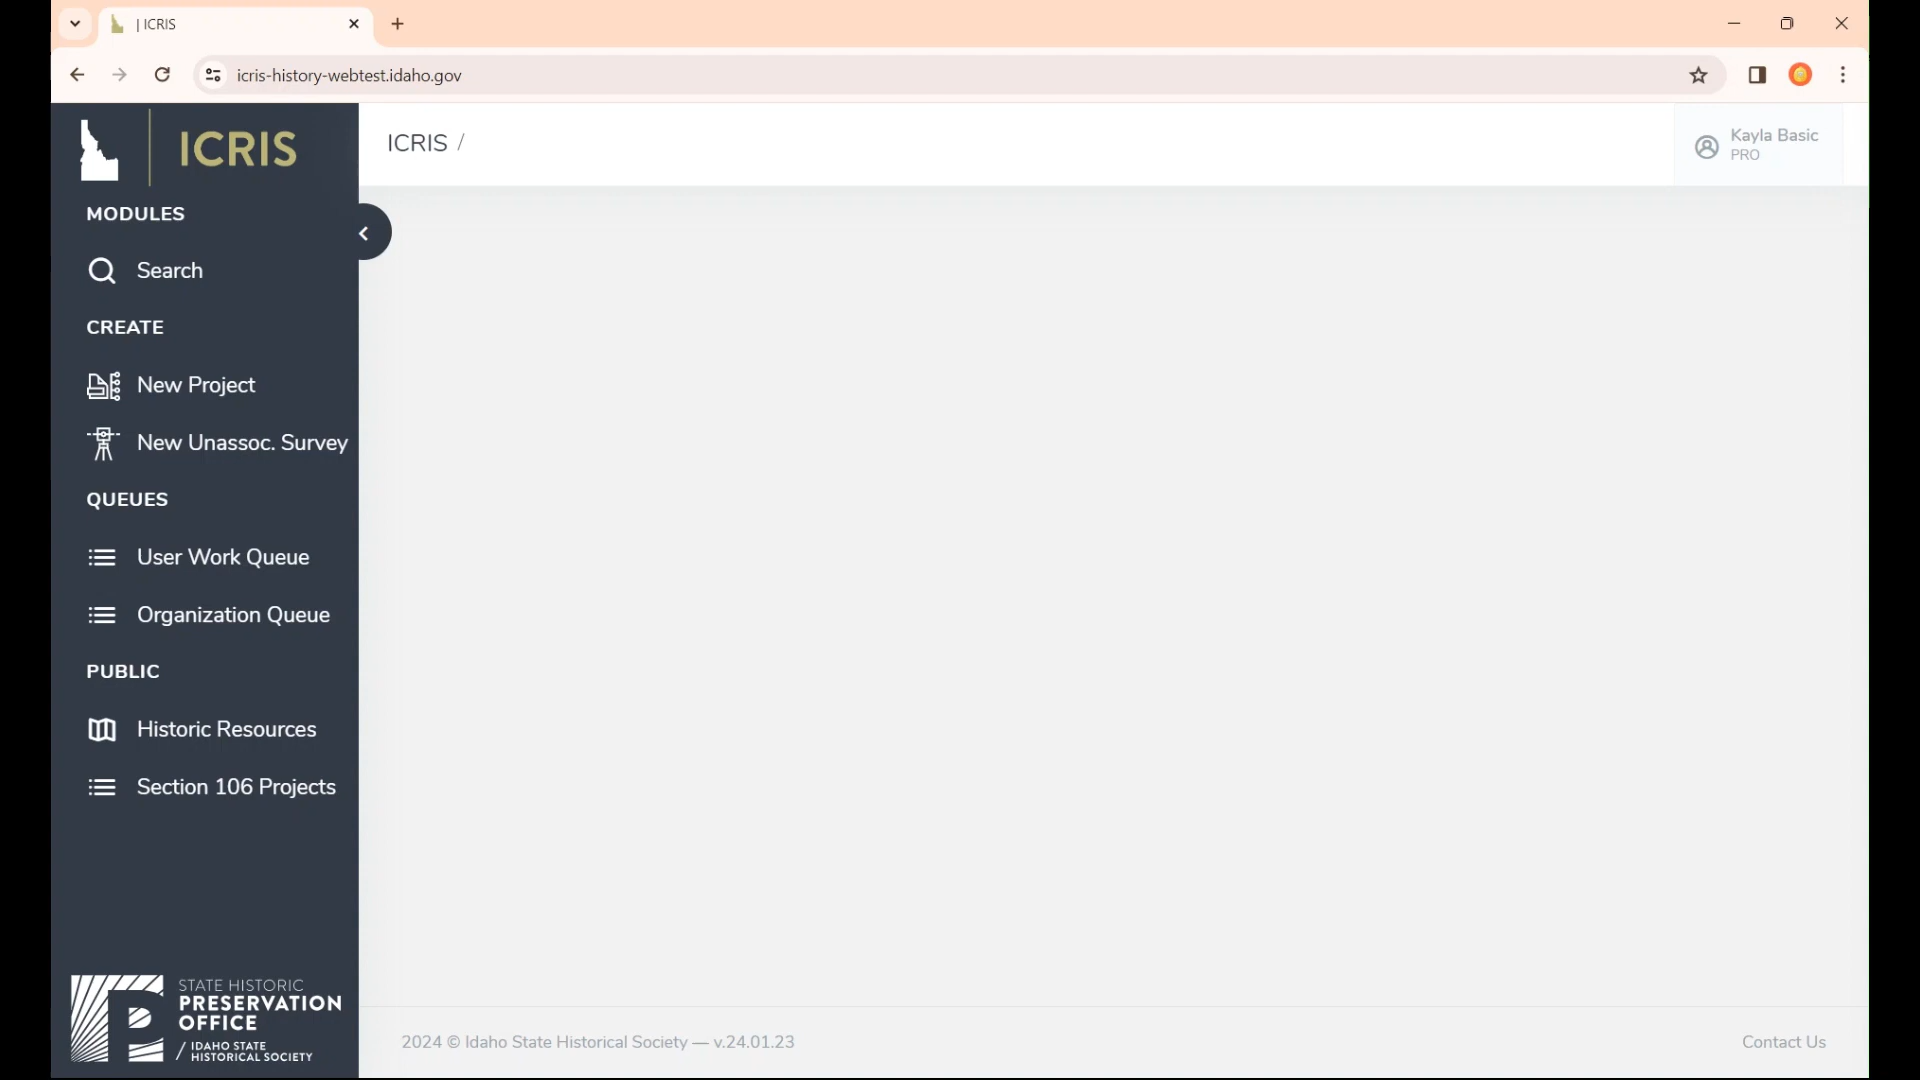 | ICRIS
icris-history-webtest.idaho.gov
ICRIS
ICRIS /
Kayla Basic
PRO
MODULES
Search
CREATE
New Project
New Unassoc. Survey
QUEUES
User Work Queue
Organization Queue
PUBLIC
Historic Resources
Section 106 Projects
STATE HISTORIC
PRESERVATION
OFFICE
/ IDAHO STATE
HISTORICAL SOCIETY
2024 © Idaho State Historical Society — v.24.01.23
Contact Us